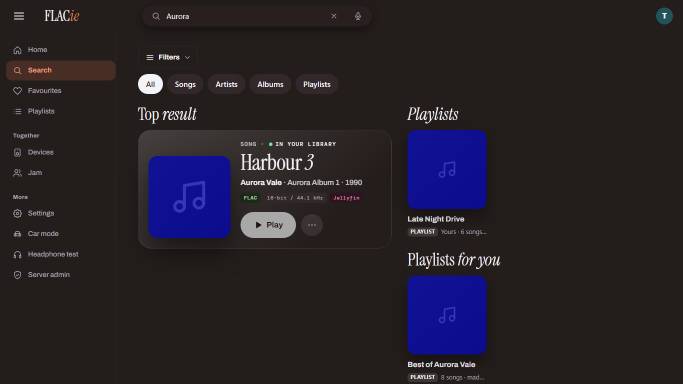 FLACie
Aurora
T
Home
Search
Favourites
Playlists
Together
Devices
Jam
More
Settings
Car mode
Headphone test
Server admin
Filters
All
Songs
Artists
Albums
Playlists
Top result
SONG · IN YOUR LIBRARY
Harbour 3
Aurora Vale · Aurora Album 1 · 1990
FLAC 16-bit / 44.1 kHz Jellyfin
Play
Playlists
Late Night Drive
PLAYLIST Yours · 6 songs...
Playlists for you
Best of Aurora Vale
PLAYLIST 8 songs · mad...